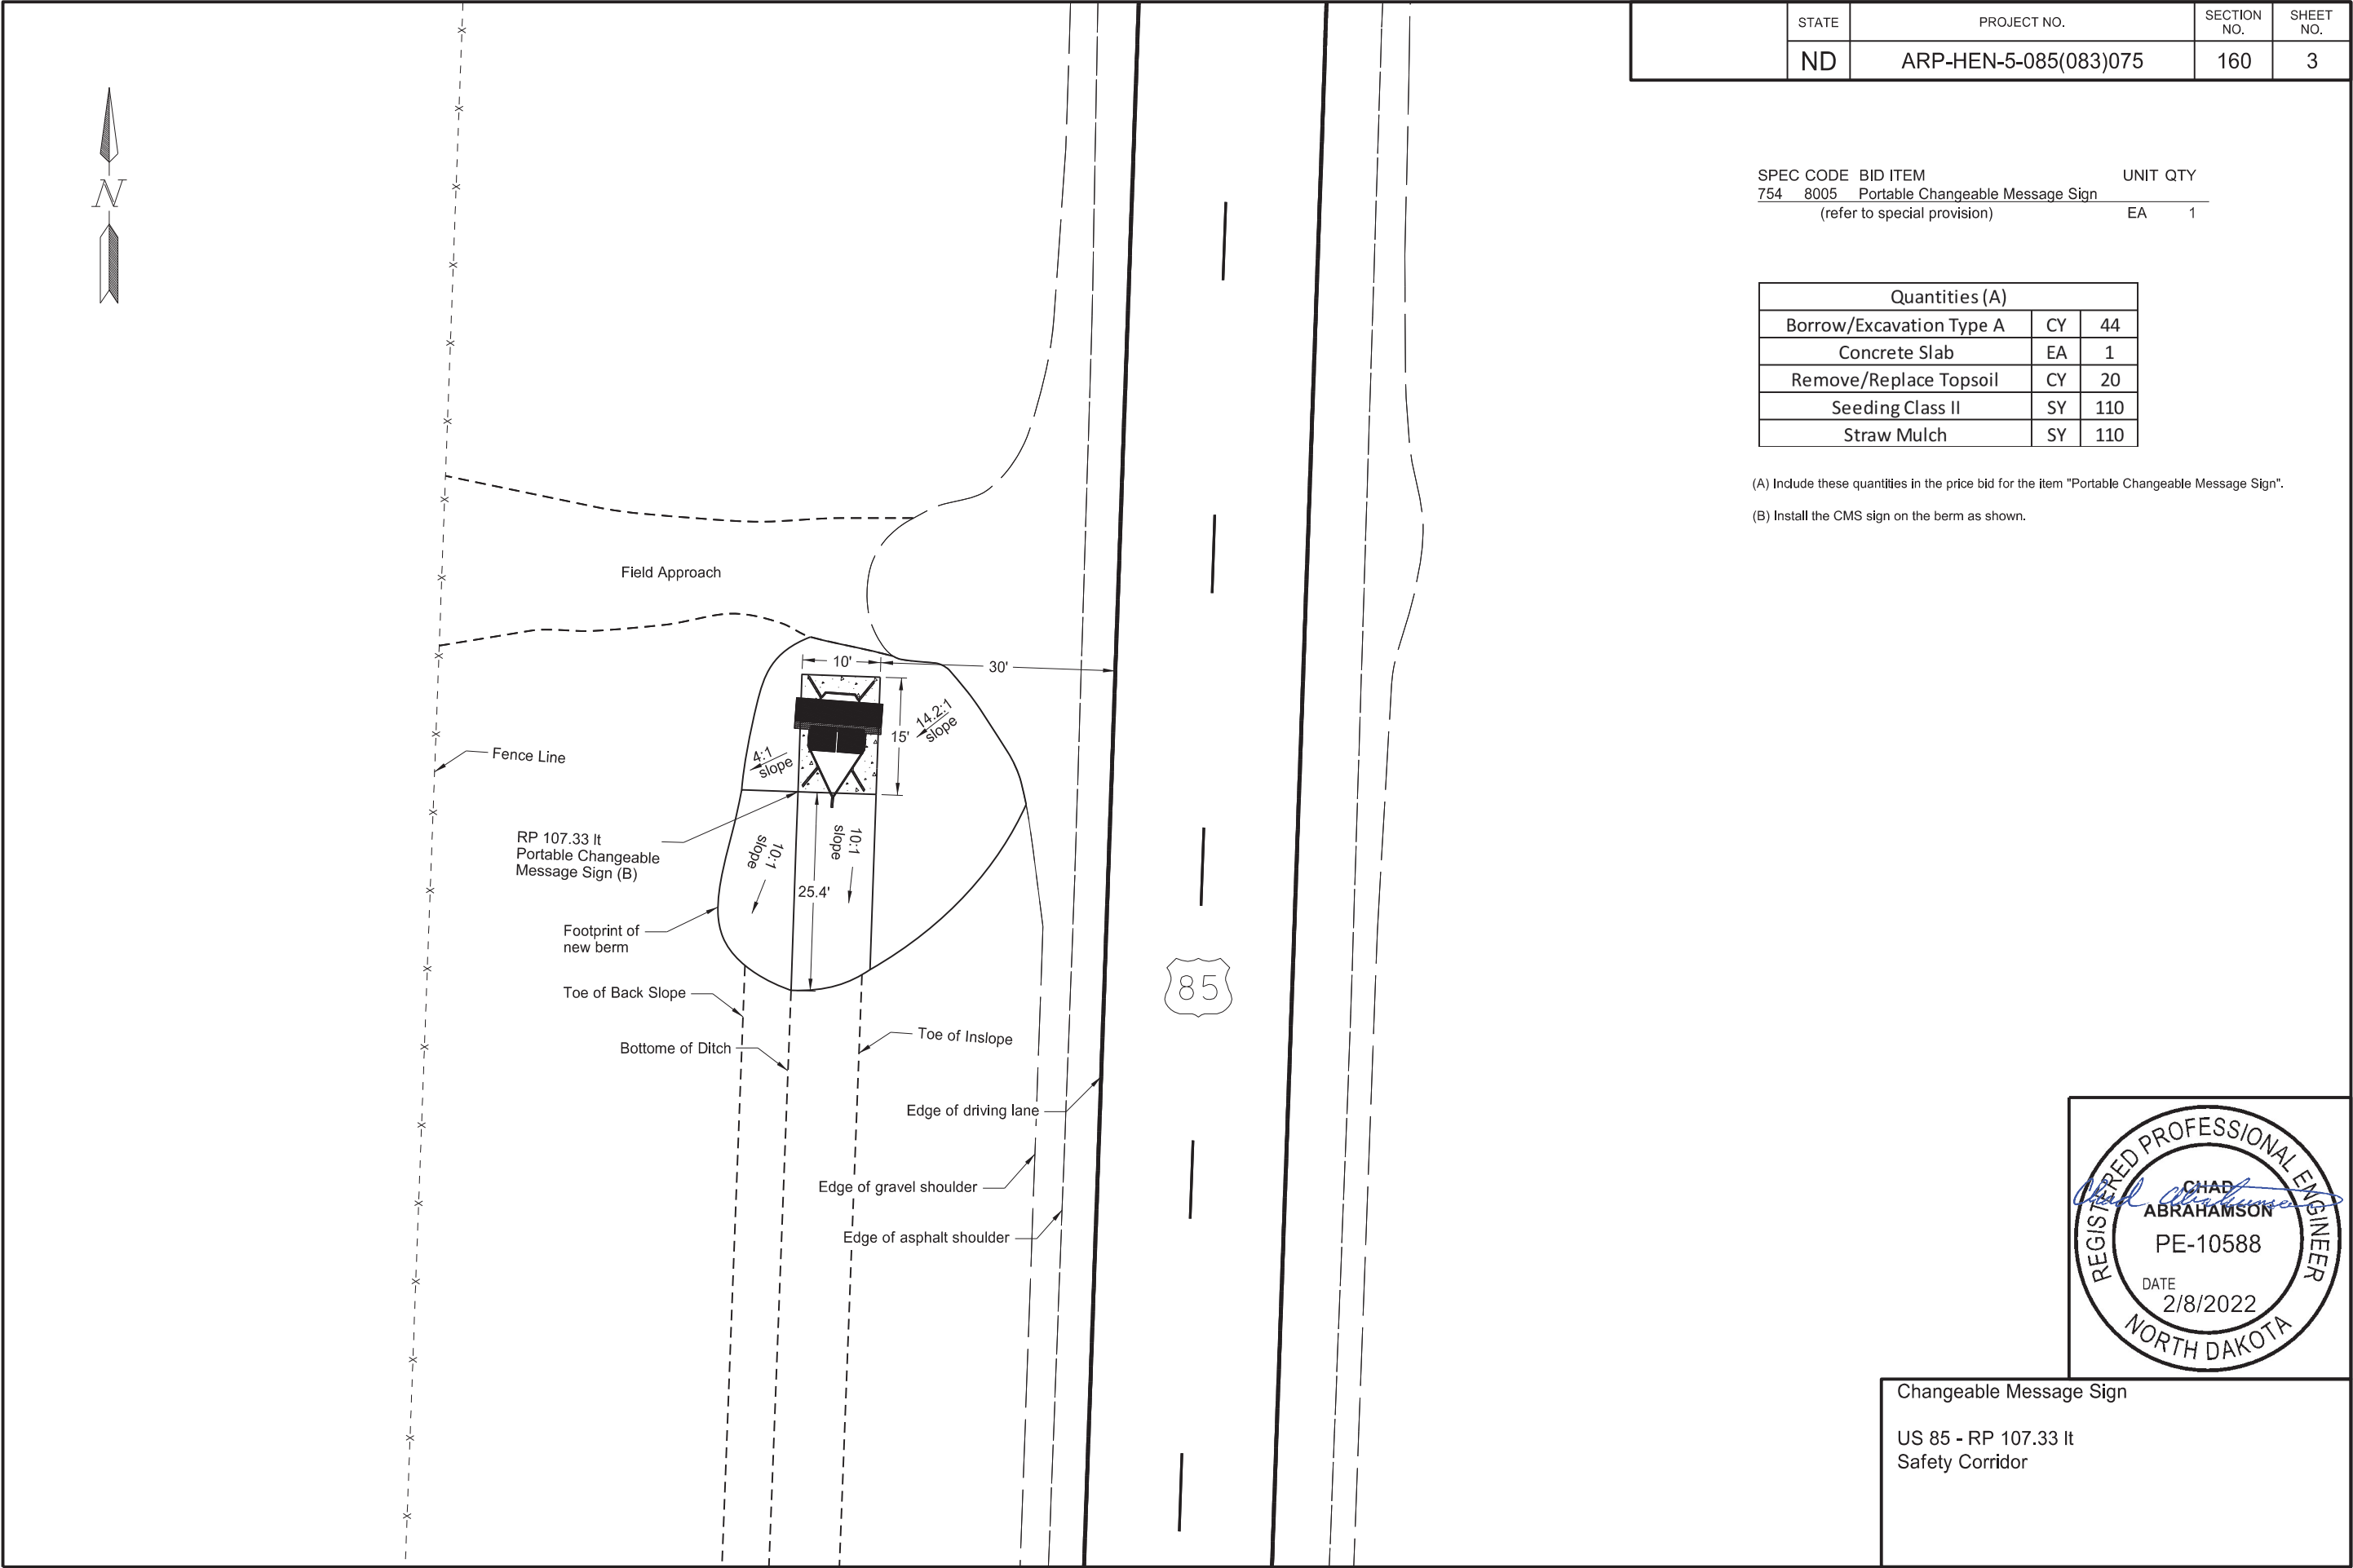 STATE PROJECT NO. SECTION NO. SHEET NO.
ND ARP-HEN-5-085(083)075 160 3
N
SPEC CODE BID ITEM UNIT QTY
754 8005 Portable Changeable Message Sign
(refer to special provision) EA 1
Quantities (A)
Borrow/Excavation Type A CY 44
Concrete Slab EA 1
Remove/Replace Topsoil CY 20
Seeding Class II SY 110
Straw Mulch SY 110
(A) Include these quantities in the price bid for the item "Portable Changeable Message Sign".
(B) Install the CMS sign on the berm as shown.
Field Approach
10'
30'
14.2:1
slope
15'
4:1
slope
Fence Line
RP 107.33 lt
Portable Changeable
Message Sign (B)
10:1
slope
10:1
slope
25.4'
Footprint of
new berm
Toe of Back Slope
85
Toe of Inslope
Bottome of Ditch
Edge of driving lane
Edge of gravel shoulder
Edge of asphalt shoulder
REGISTERED PROFESSIONAL ENGINEER
Chad Abrahamson
CHAD
ABRAHAMSON
PE-10588
DATE
2/8/2022
NORTH DAKOTA
Changeable Message Sign
US 85 - RP 107.33 lt
Safety Corridor